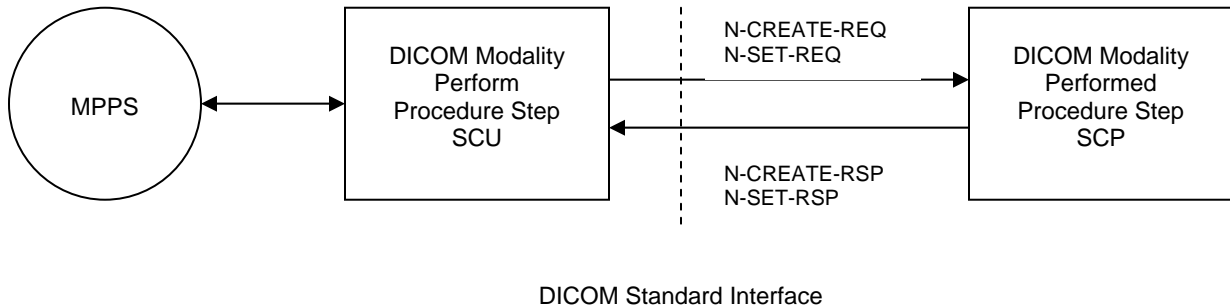 MPPS
DICOM Modality
Perform
Procedure Step
SCU
N-CREATE-REQ
N-SET-REQ
N-CREATE-RSP
N-SET-RSP
DICOM Modality
Performed
Procedure Step
SCP
DICOM Standard Interface